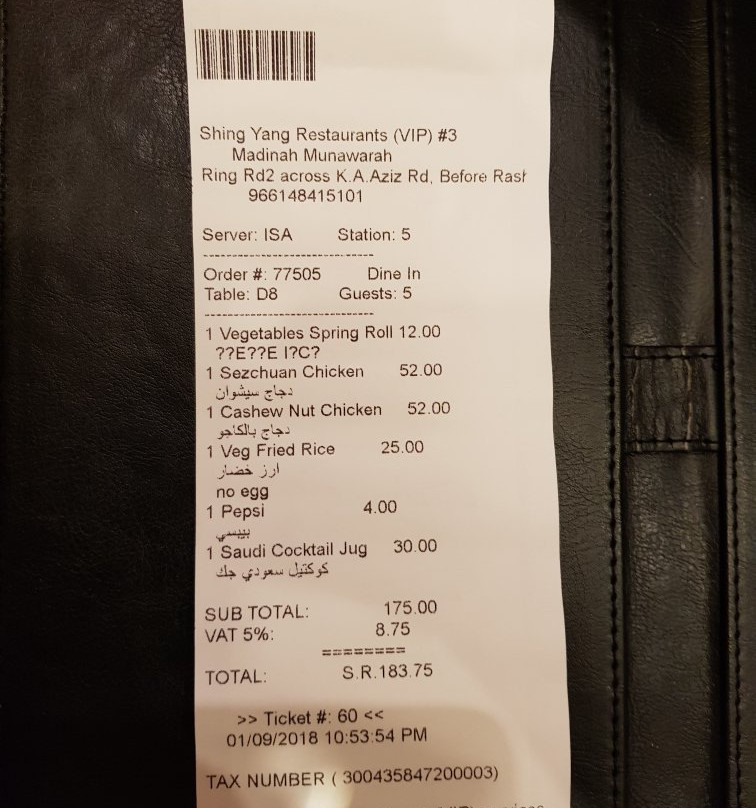 Shing Yang Restaurants (VIP) #3
Madinah Munawarah
Ring Rd2 across K.A.Aziz Rd, Before Rash
966148415101
Server: ISA Station: 5
------------------------------
Order #: 77505 Dine In
Table: D8 Guests: 5
------------------------------
1 Vegetables Spring Roll 12.00
??E??E I?C?
1 Sezchuan Chicken 52.00
دجاج سيشوان
1 Cashew Nut Chicken 52.00
دجاج بالكاجو
1 Veg Fried Rice 25.00
ارز خضار
no egg
1 Pepsi 4.00
بيبسي
1 Saudi Cocktail Jug 30.00
كوكتيل سعودي جك
SUB TOTAL: 175.00
VAT 5%: 8.75
========
TOTAL: S.R.183.75
>> Ticket #: 60 <<
01/09/2018 10:53:54 PM
TAX NUMBER ( 300435847200003)